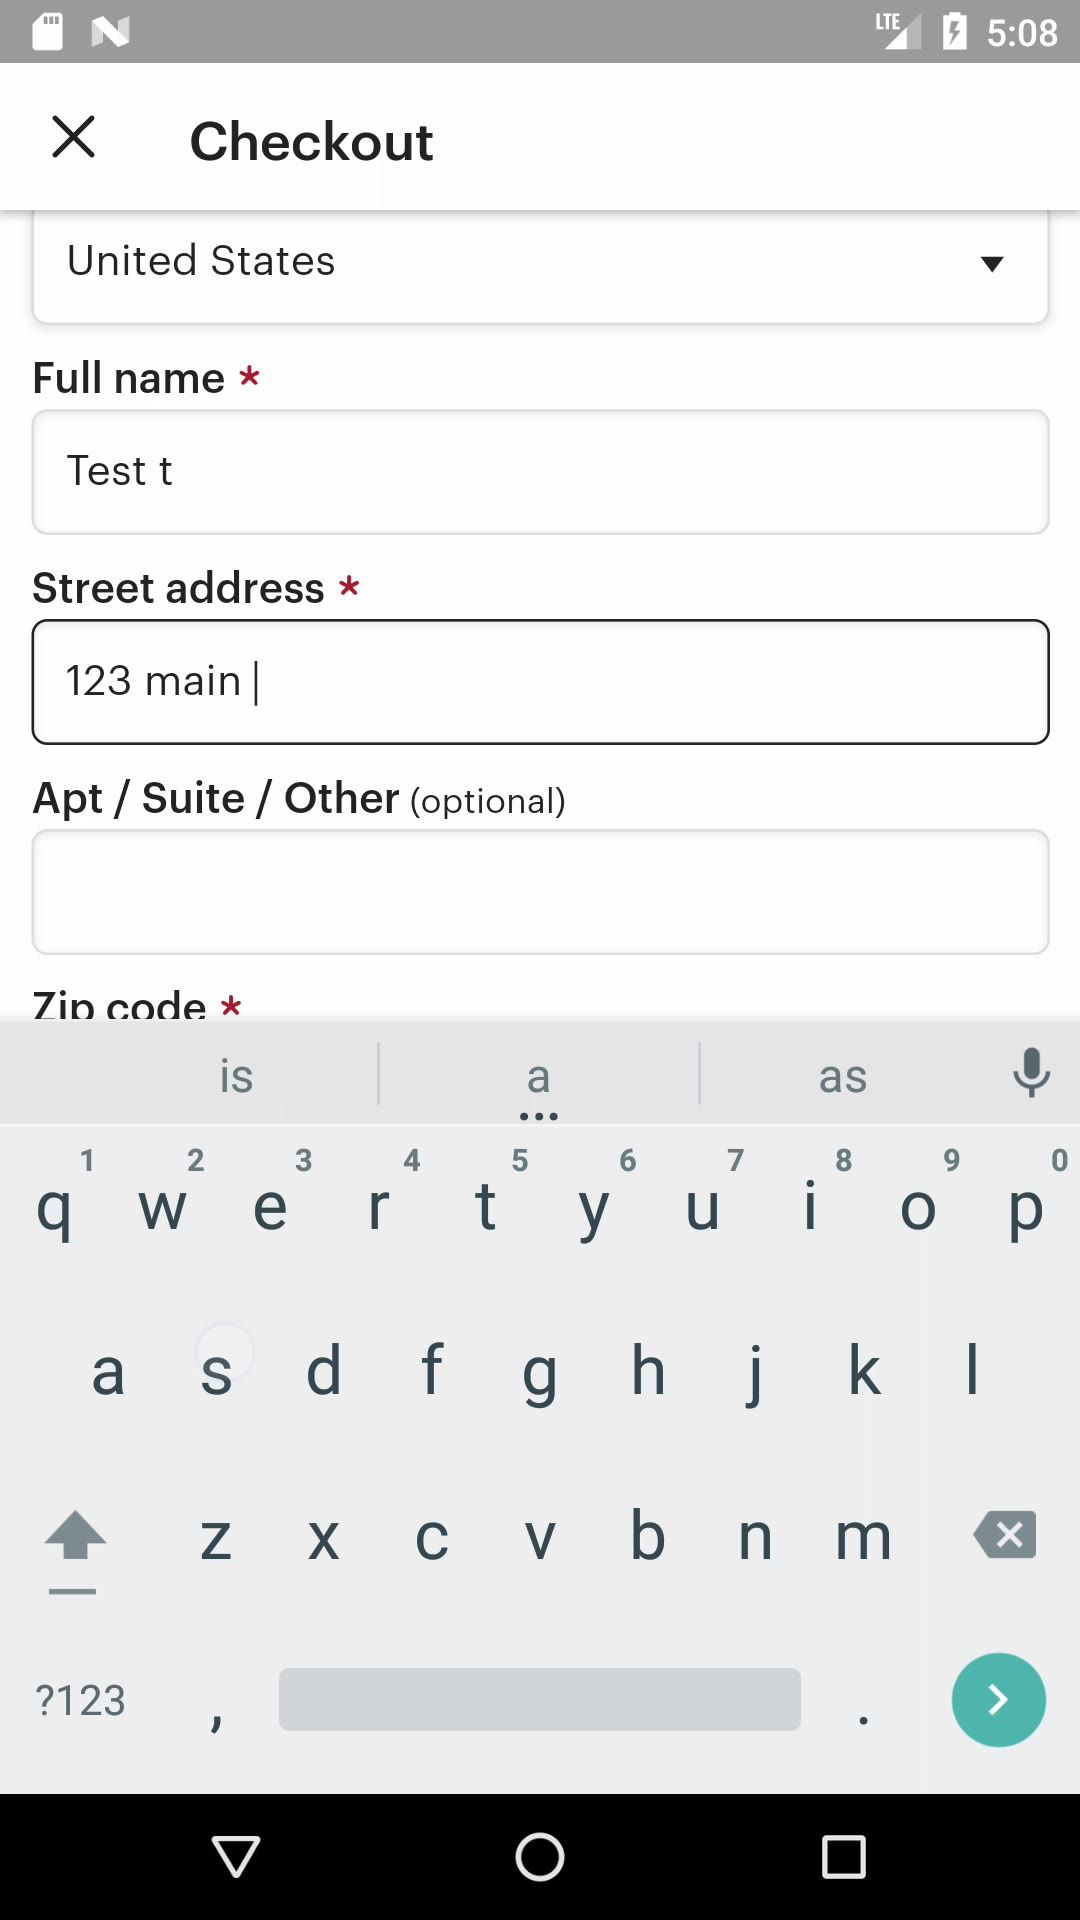 LTE 5:08
Checkout
United States
Full name *
Test t
Street address *
123 main
Apt / Suite / Other (optional)
Zip code *
is a as
1 2 3 4 5 6 7 8 9 0
q w e r t y u i o p
a s d f g h j k l
z x c v b n m
?123 , .